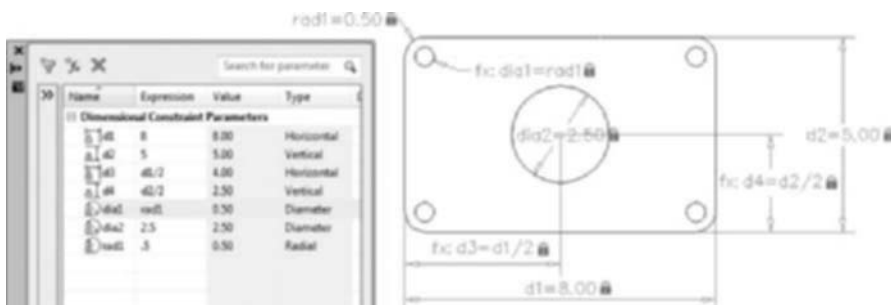 rad1=0.50
Search for parameter
Name Expression Value Type
Dimensional Constraint Parameters
d1 8 8.00 Horizontal
d2 5 5.00 Vertical
d3 d1/2 4.00 Horizontal
d4 d2/2 2.50 Vertical
dia1 rad1 0.50 Diameter
dia2 2.5 2.50 Diameter
rad1 .5 0.50 Radial
fx: dia1=rad1
dia2=2.50
d2=5.00
fx: d4=d2/2
fx: d3=d1/2
d1=8.00